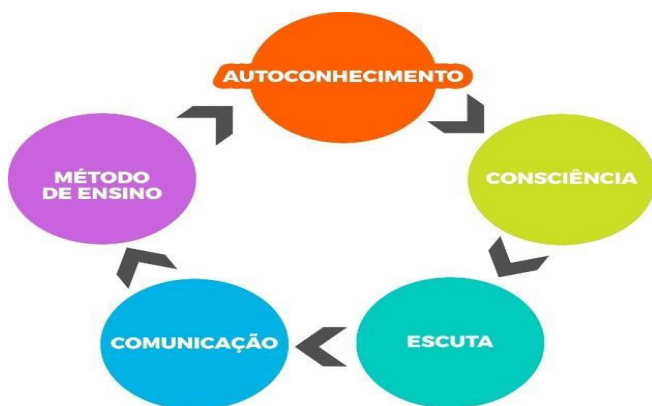 AUTOCONHECIMENTO
CONSCIÊNCIA
ESCUTA
COMUNICAÇÃO
MÉTODO
DE ENSINO